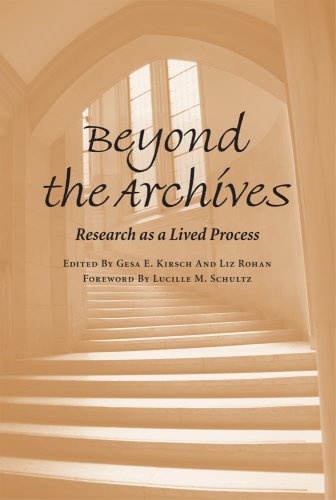 Beyond
the Archives
Research as a Lived Process
Edited By Gesa E. Kirsch And Liz Rohan
Foreword By Lucille M. Schultz